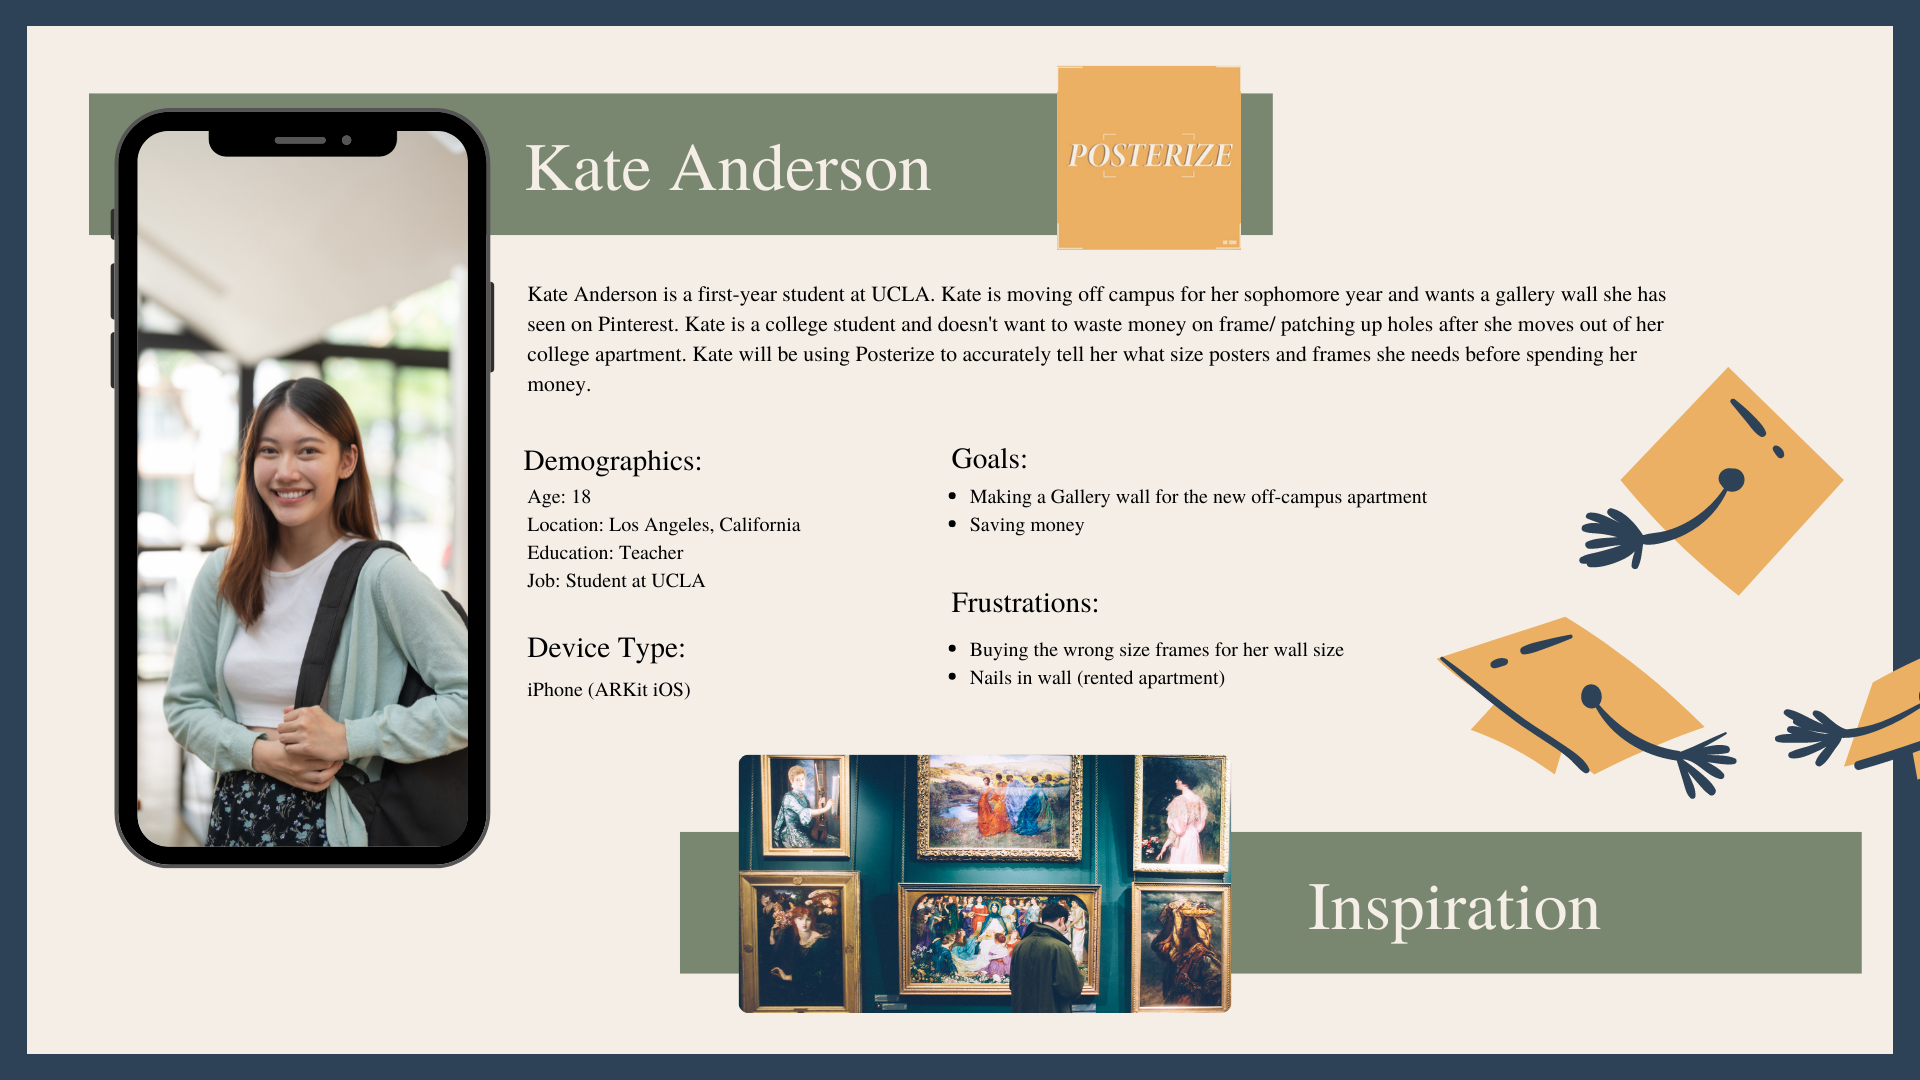 Kate Anderson
POSTERIZE
Kate Anderson is a first-year student at UCLA. Kate is moving off campus for her sophomore year and wants a gallery wall she has
seen on Pinterest. Kate is a college student and doesn't want to waste money on frame/ patching up holes after she moves out of her
college apartment. Kate will be using Posterize to accurately tell her what size posters and frames she needs before spending her
money.
Demographics:
Age: 18
Location: Los Angeles, California
Education: Teacher
Job: Student at UCLA
Device Type:
iPhone (ARKit iOS)
Goals:
Making a Gallery wall for the new off-campus apartment
Saving money
Frustrations:
Buying the wrong size frames for her wall size
Nails in wall (rented apartment)
Inspiration